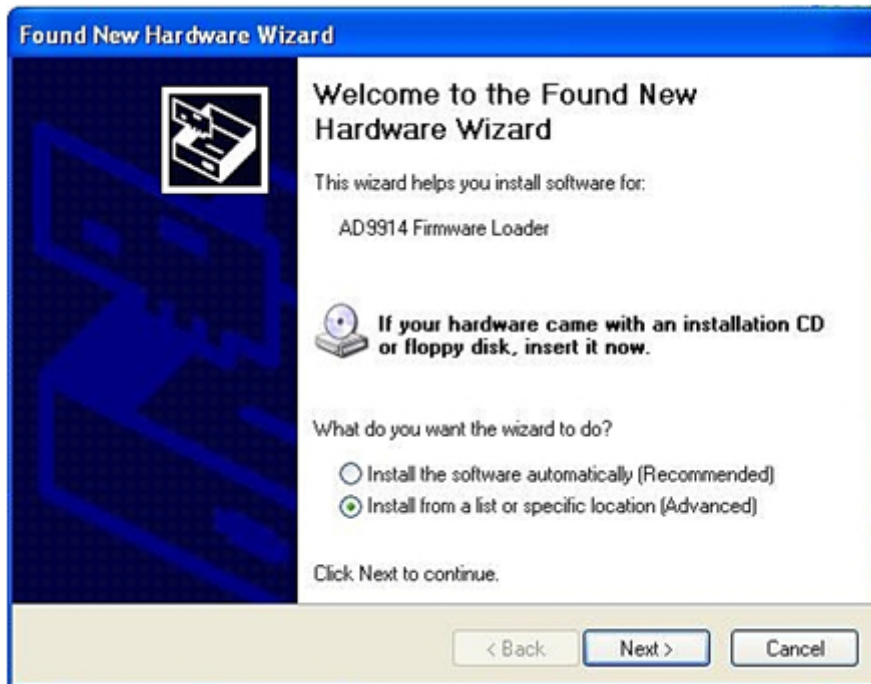 Found New Hardware Wizard
Welcome to the Found New
Hardware Wizard
This wizard helps you install software for:
AD9914 Firmware Loader
If your hardware came with an installation CD
or floppy disk, insert it now.
What do you want the wizard to do?
Install the software automatically (Recommended)
Install from a list or specific location (Advanced)
Click Next to continue.
< Back Next > Cancel